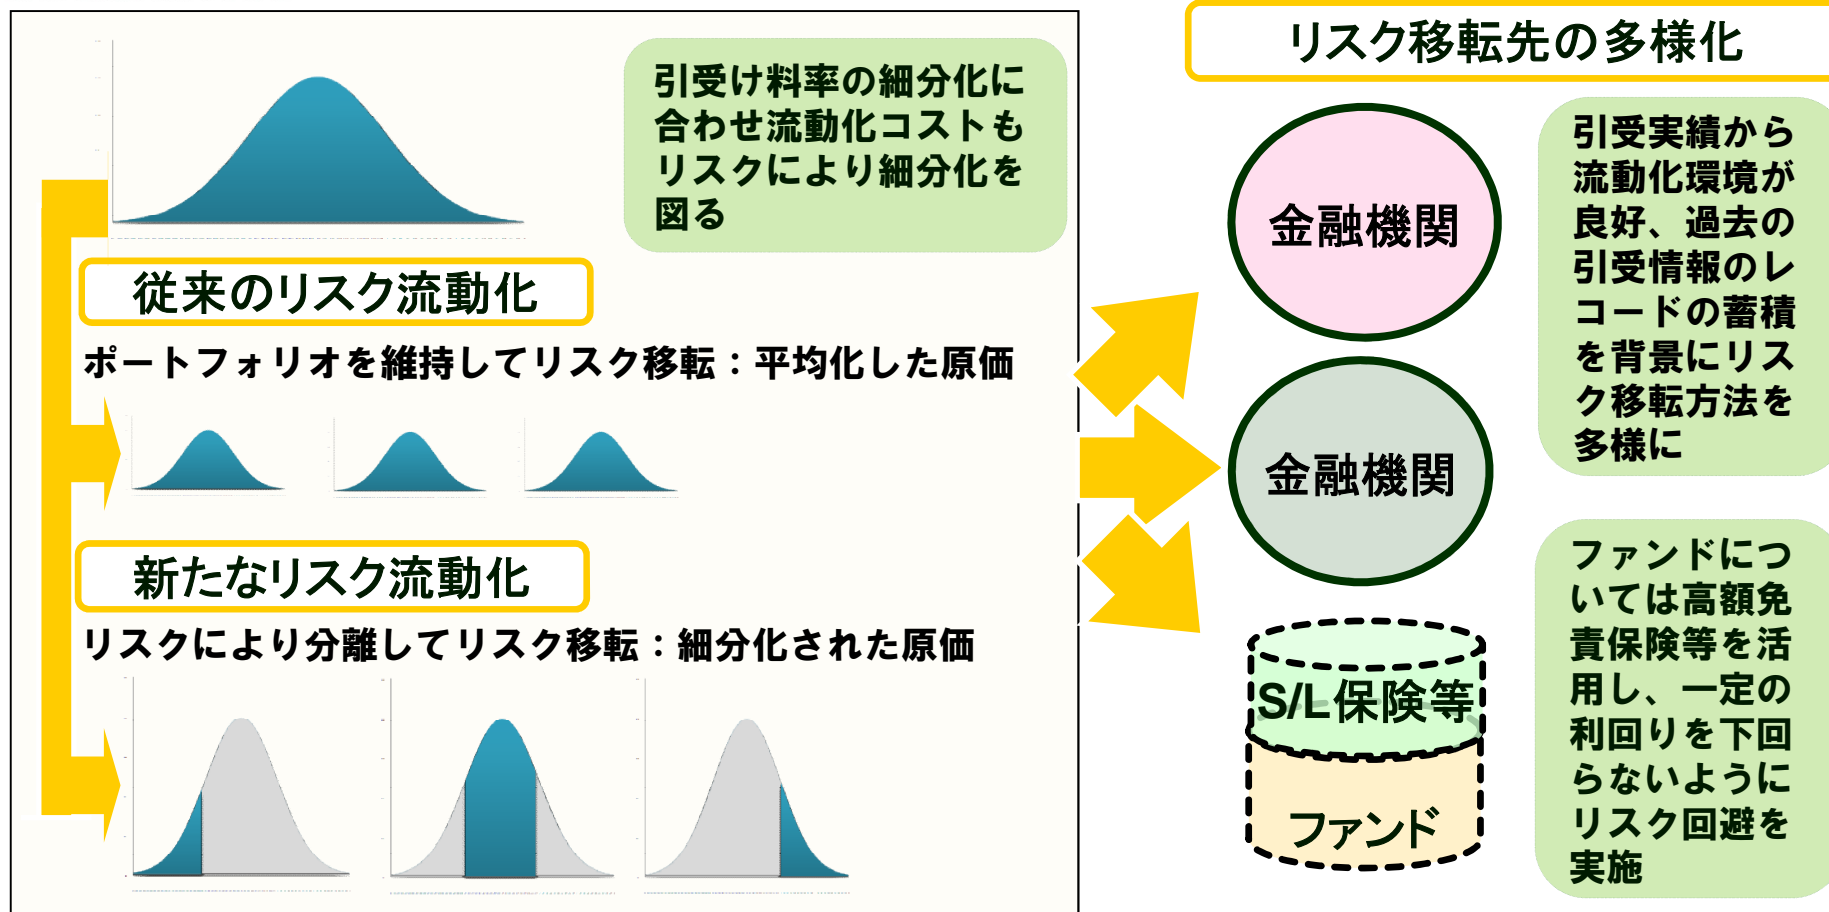 引受け料率の細分化に
合わせ流動化コストも
リスクにより細分化を
図る
従来のリスク流動化
ポートフォリオを維持してリスク移転：平均化した原価
新たなリスク流動化
リスクにより分離してリスク移転：細分化された原価
リスク移転先の多様化
金融機関
金融機関
S/L保険等
ファンド
引受実績から
流動化環境が
良好、過去の
引受情報のレ
コードの蓄積
を背景にリス
ク移転方法を
多様に
ファンドにつ
いては高額免
責保険等を活
用し、一定の
利回りを下回
らないように
リスク回避を
実施